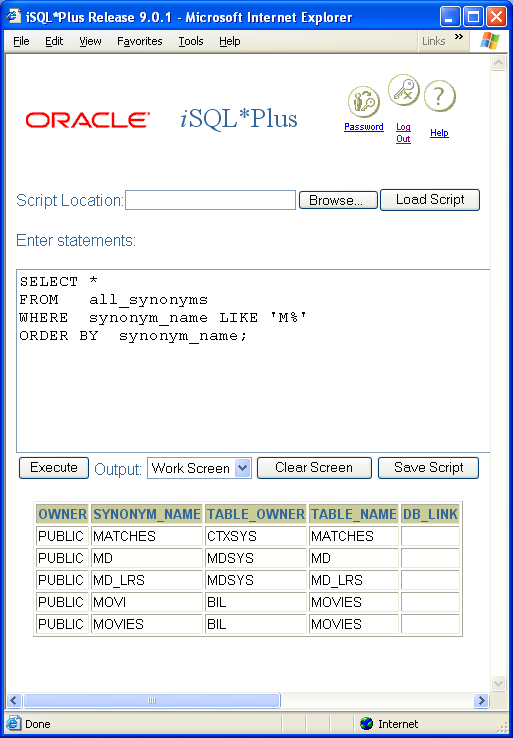 iSQL*Plus Release 9.0.1 - Microsoft Internet Explorer
File Edit View Favorites Tools Help Links »
ORACLE iSQL*Plus
Password Log Out Help
Script Location: Browse... Load Script
Enter statements:
SELECT *
FROM all_synonyms
WHERE synonym_name LIKE 'M%'
ORDER BY synonym_name;
Execute Output: Work Screen Clear Screen Save Script
OWNER SYNONYM_NAME TABLE_OWNER TABLE_NAME DB_LINK
PUBLIC MATCHES CTXSYS MATCHES
PUBLIC MD MDSYS MD
PUBLIC MD_LRS MDSYS MD_LRS
PUBLIC MOVI BIL MOVIES
PUBLIC MOVIES BIL MOVIES
Done Internet